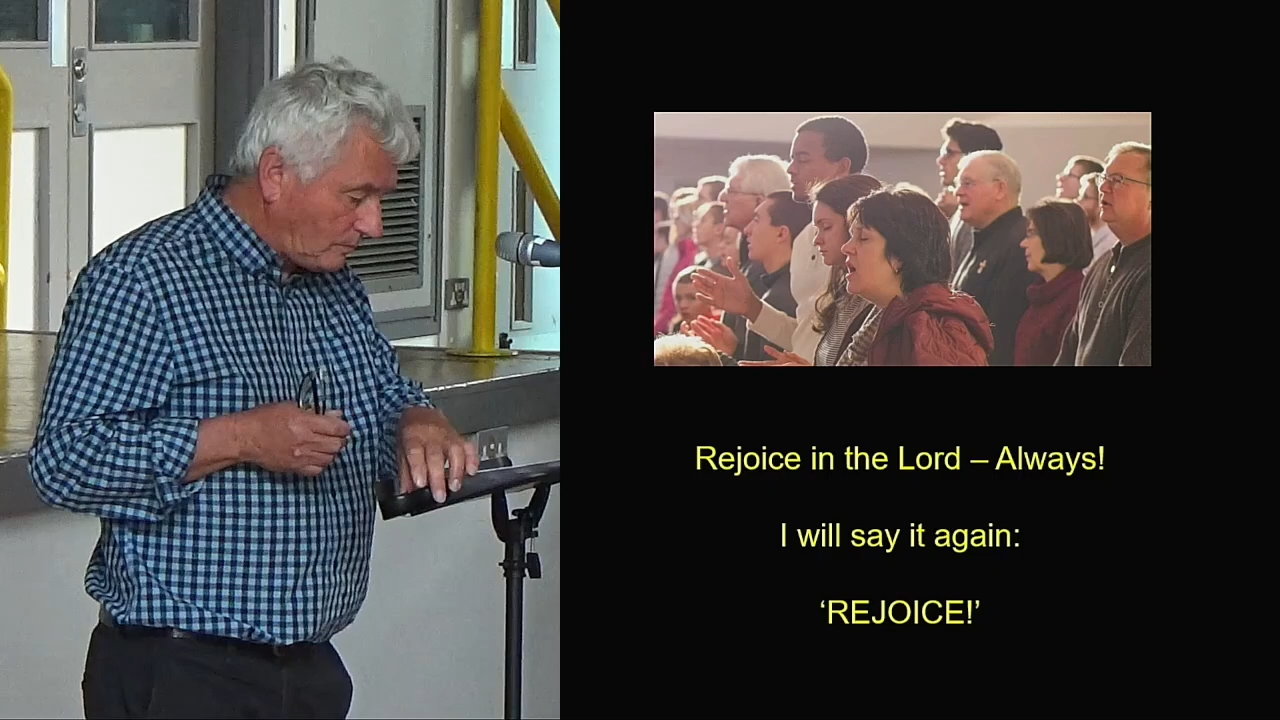 Rejoice in the Lord – Always!
I will say it again:
‘REJOICE!’